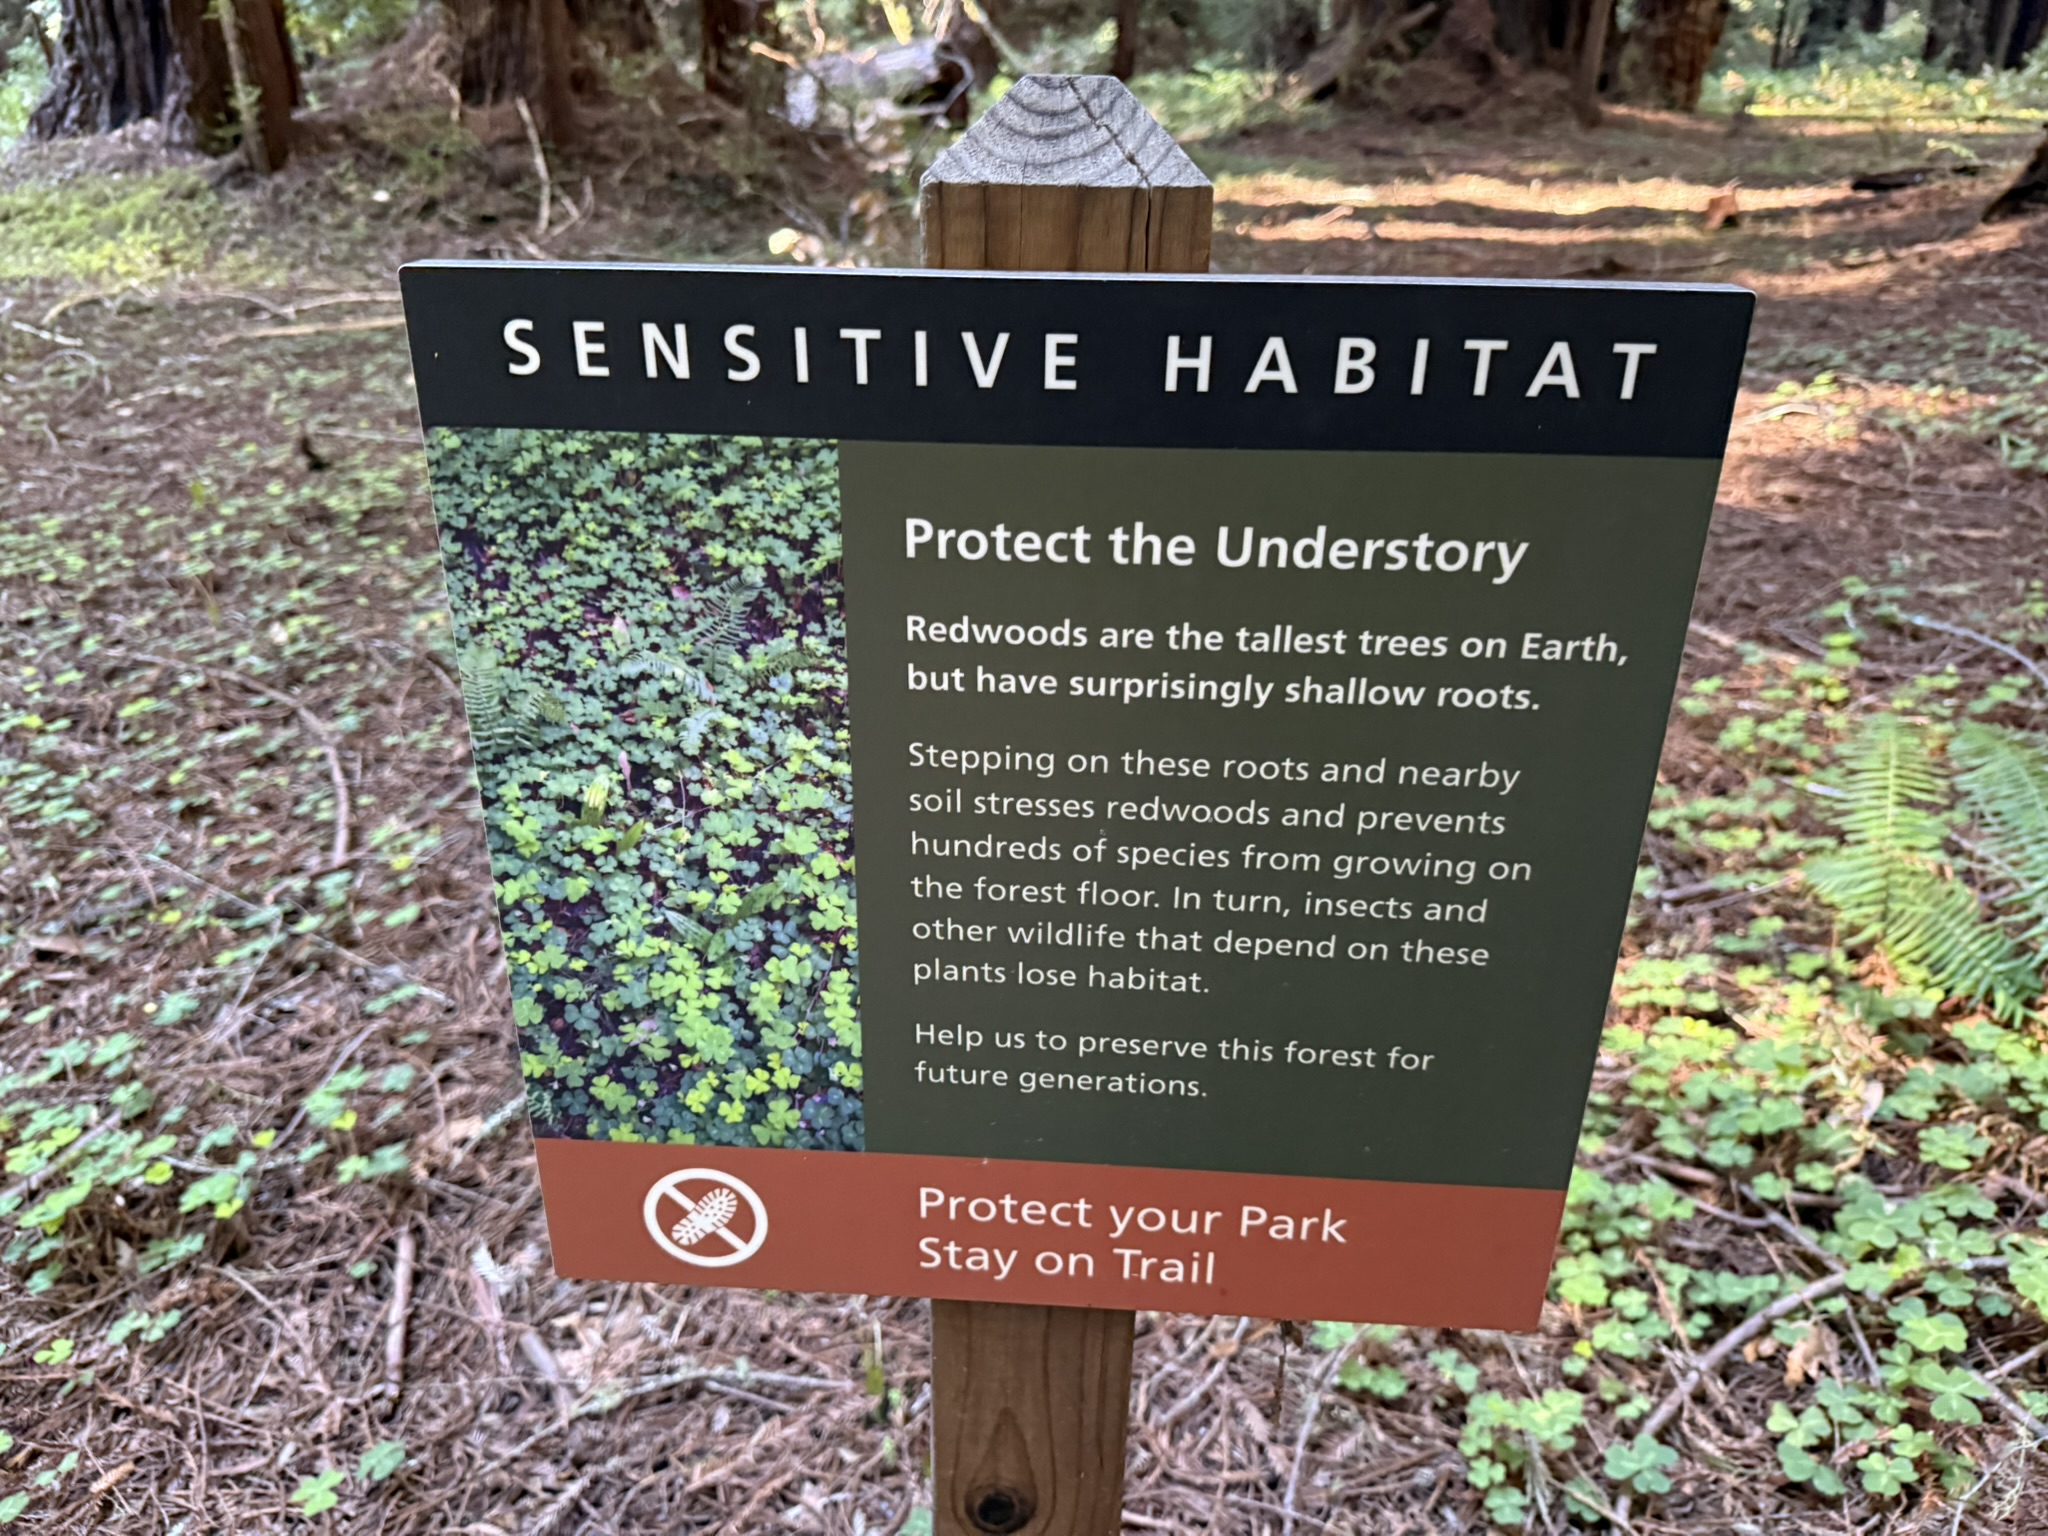 SENSITIVE HABITAT
Protect the Understory
Redwoods are the tallest trees on Earth,
but have surprisingly shallow roots.
Stepping on these roots and nearby
soil stresses redwoods and prevents
hundreds of species from growing on
the forest floor. In turn, insects and
other wildlife that depend on these
plants lose habitat.
Help us to preserve this forest for
future generations.
Protect your Park
Stay on Trail